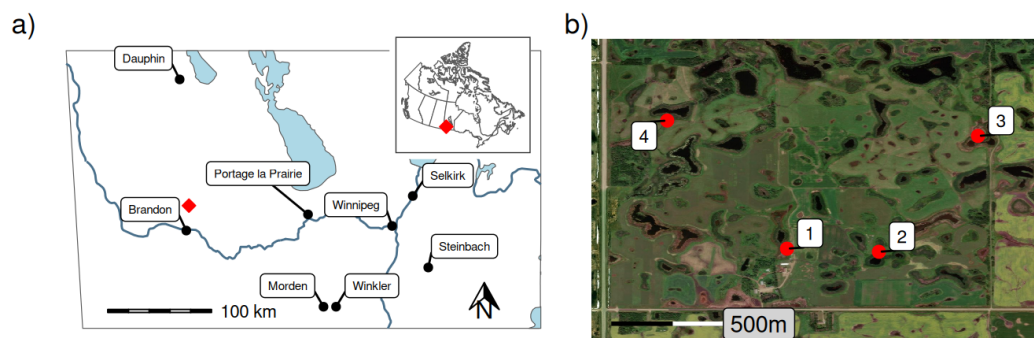 a)
Dauphin
Portage la Prairie
Selkirk
Brandon
Winnipeg
Steinbach
Morden
Winkler
100 km
N
b)
4
3
1
2
500m